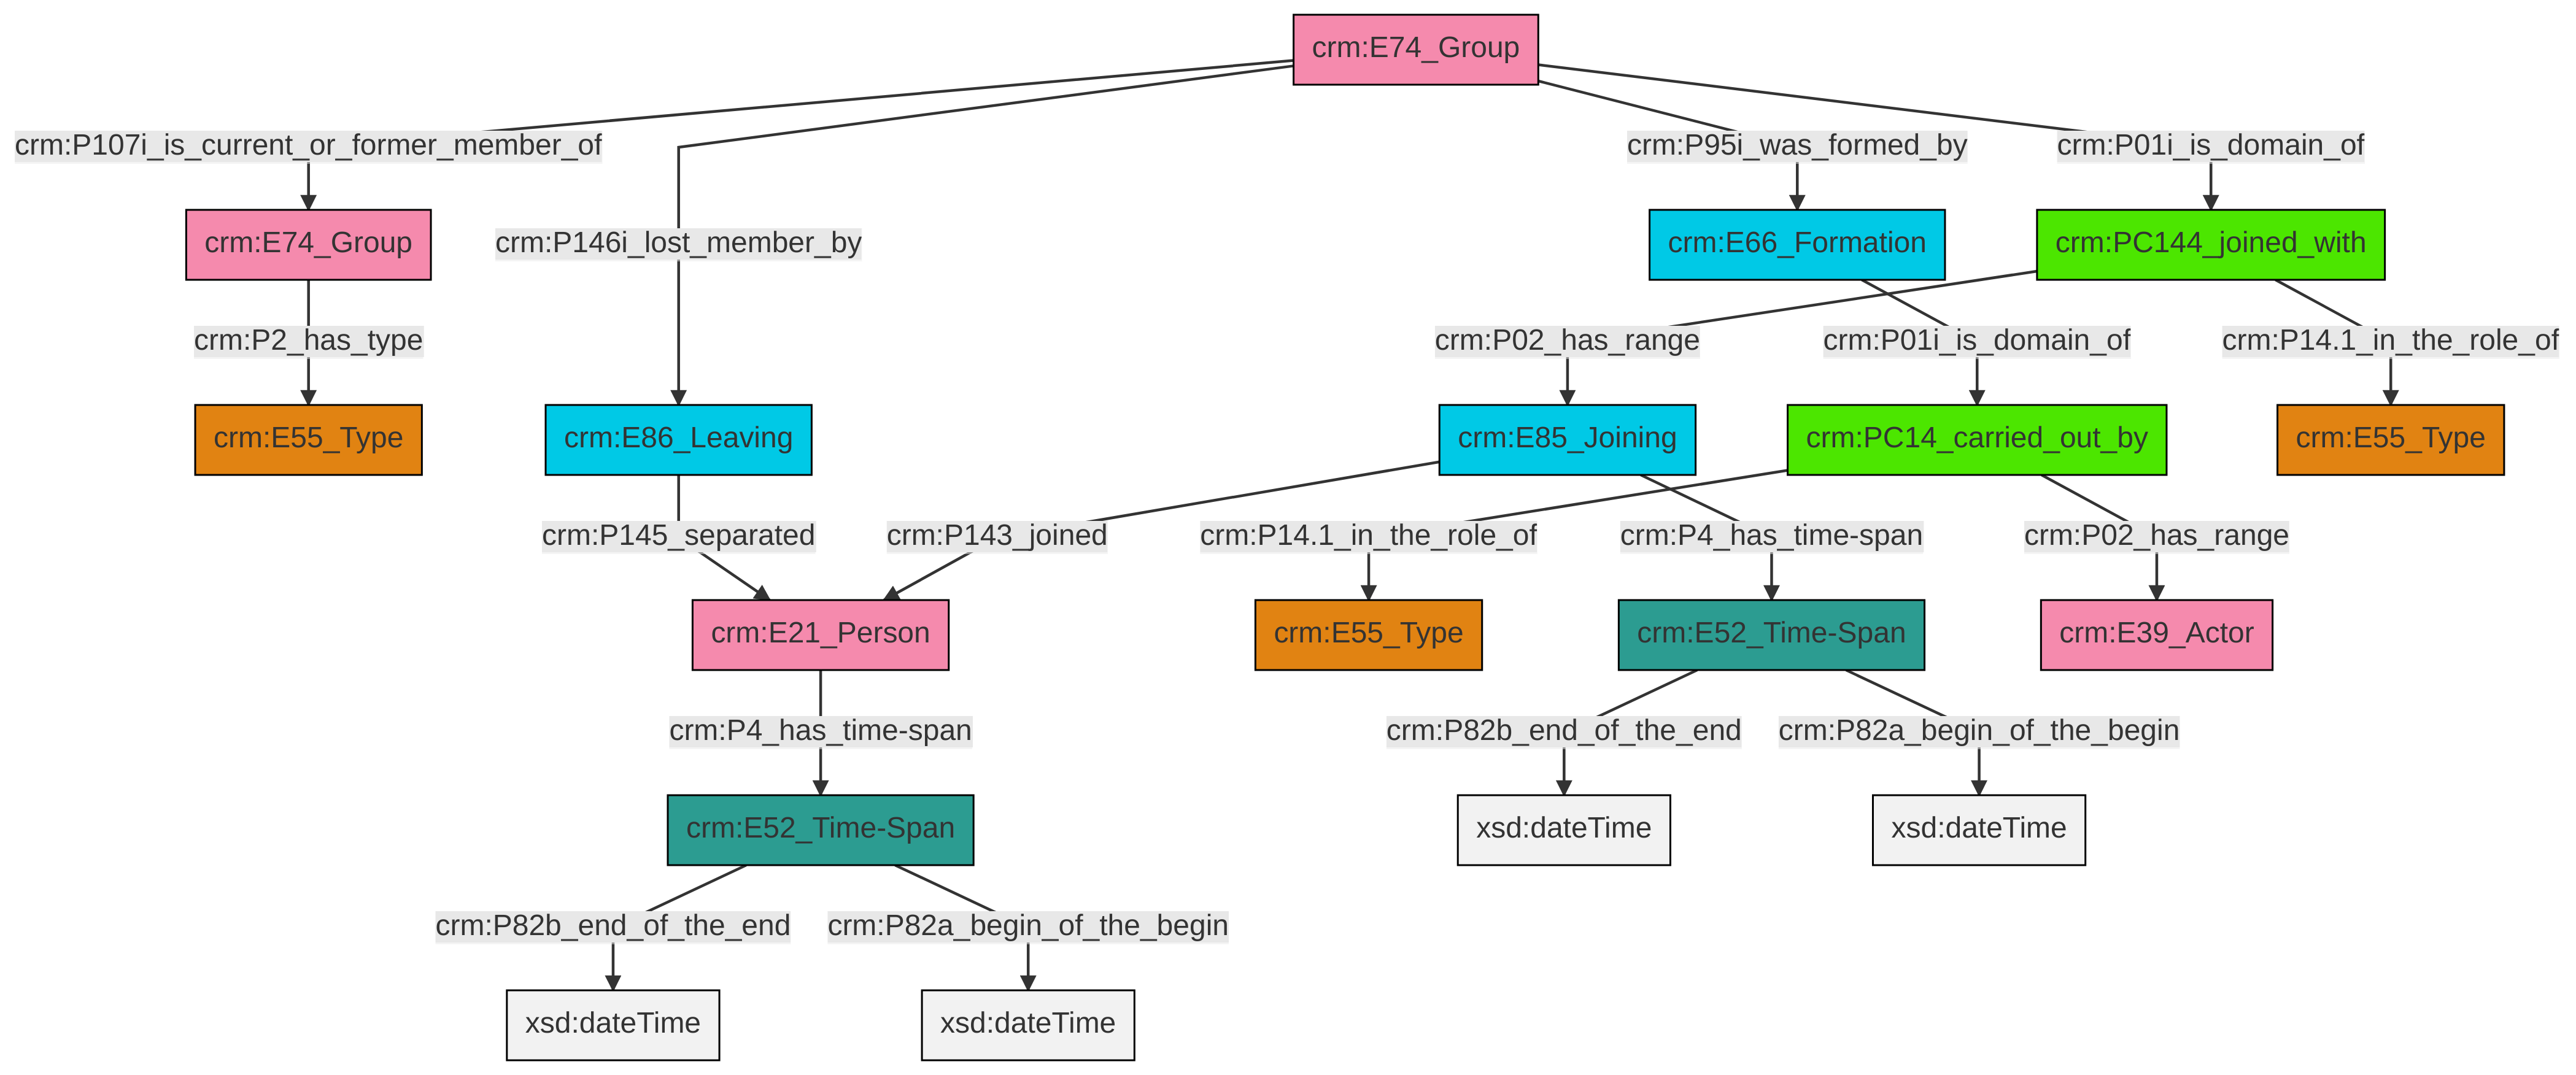 crm:E74_Group
crm:P107i_is_current_or_former_member_of
crm:P95i_was_formed_by
crm:P01i_is_domain_of
crm:E74_Group
crm:P146i_lost_member_by
crm:E66_Formation
crm:PC144_joined_with
crm:P2_has_type
crm:P02_has_range
crm:P01i_is_domain_of
crm:P14.1_in_the_role_of
crm:E55_Type
crm:E86_Leaving
crm:E85_Joining
crm:PC14_carried_out_by
crm:E55_Type
crm:P145_separated
crm:P143_joined
crm:P14.1_in_the_role_of
crm:P4_has_time-span
crm:P02_has_range
crm:E21_Person
crm:E55_Type
crm:E52_Time-Span
crm:E39_Actor
crm:P4_has_time-span
crm:P82b_end_of_the_end
crm:P82a_begin_of_the_begin
crm:E52_Time-Span
xsd:dateTime
xsd:dateTime
crm:P82b_end_of_the_end
crm:P82a_begin_of_the_begin
xsd:dateTime
xsd:dateTime